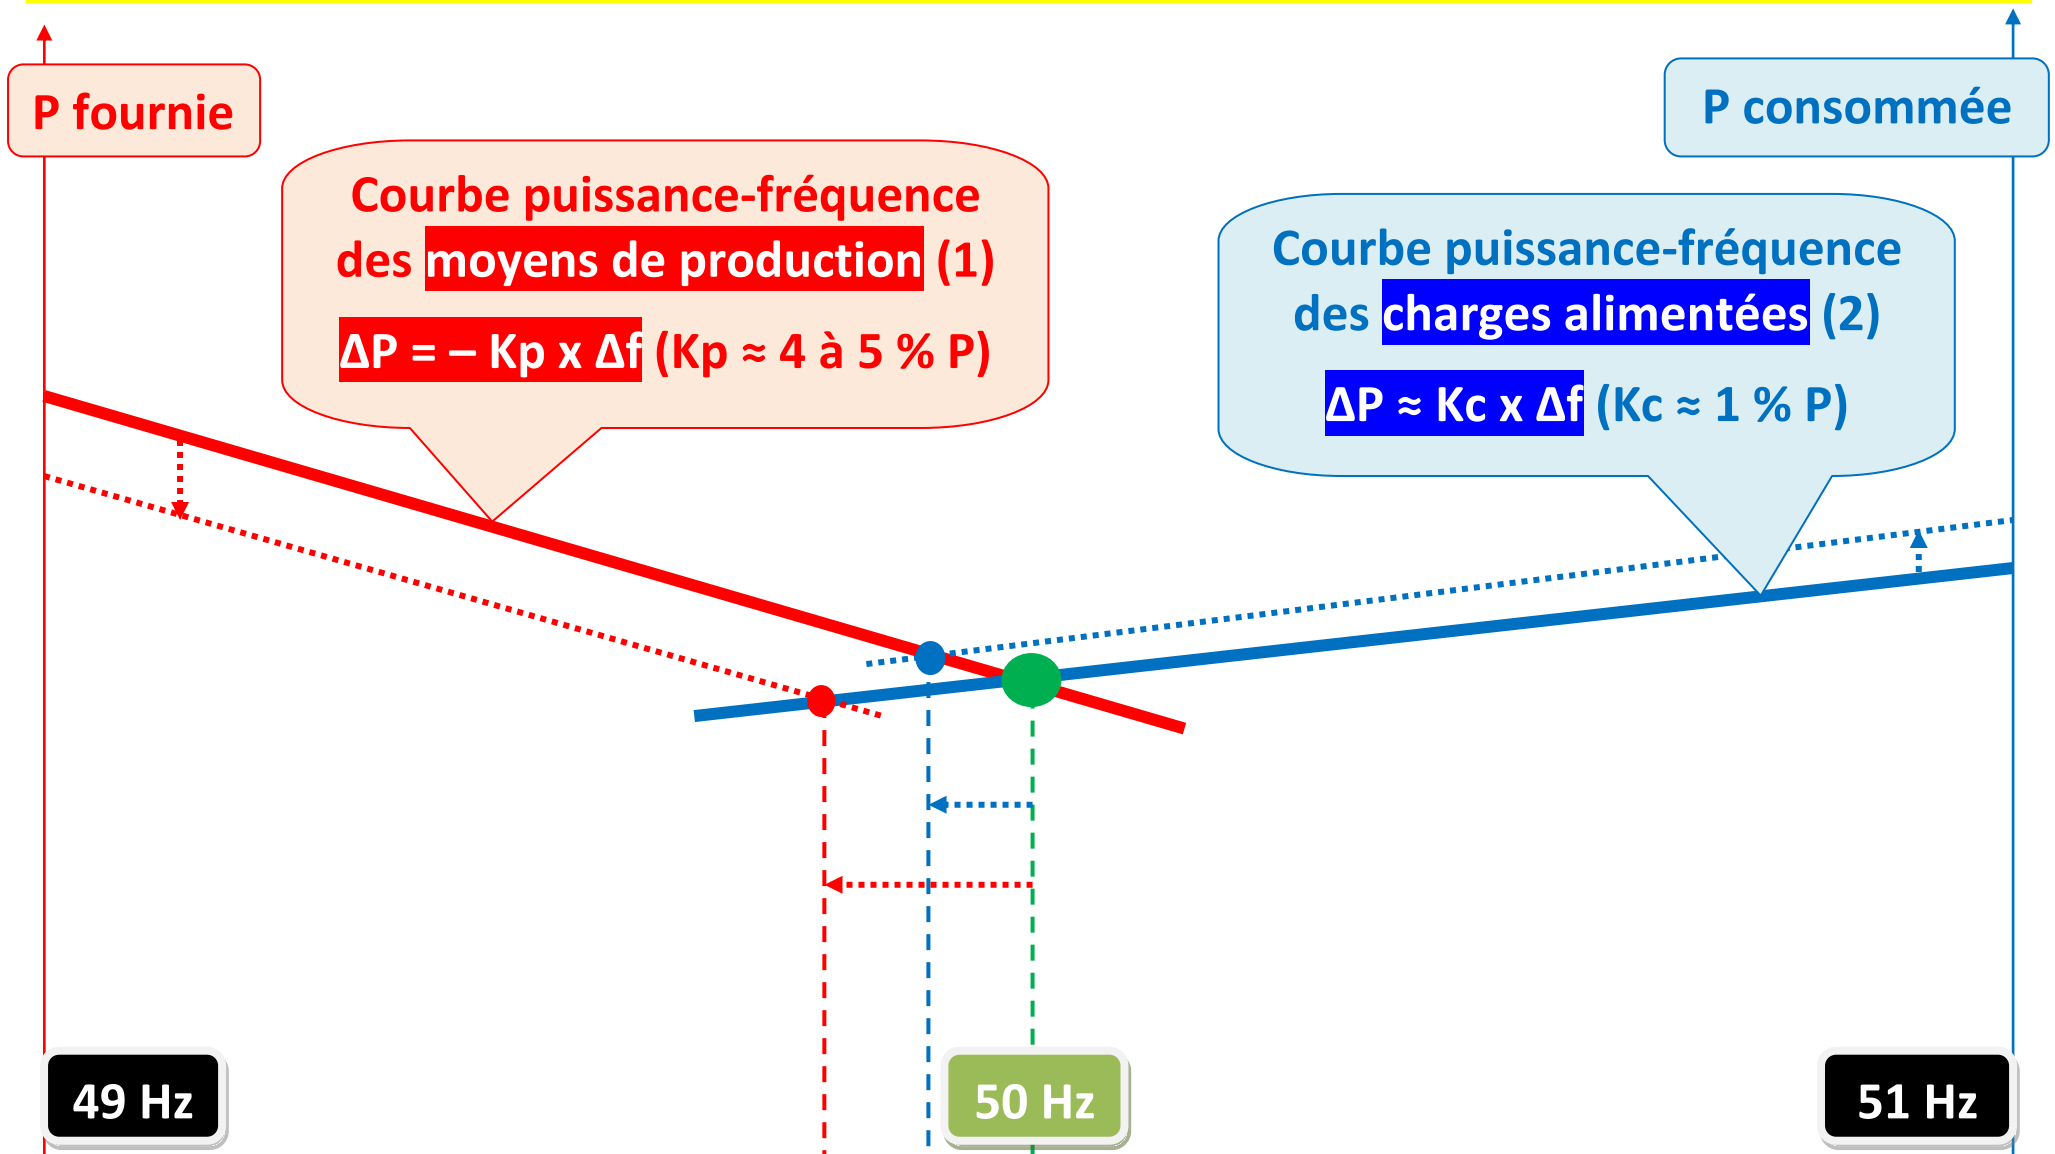 P fournie
P consommée
Courbe puissance-fréquence
des moyens de production (1)
ΔP = – Kp x Δf (Kp ≈ 4 à 5 % P)
Courbe puissance-fréquence
des charges alimentées (2)
ΔP ≈ Kc x Δf (Kc ≈ 1 % P)
49 Hz
50 Hz
51 Hz